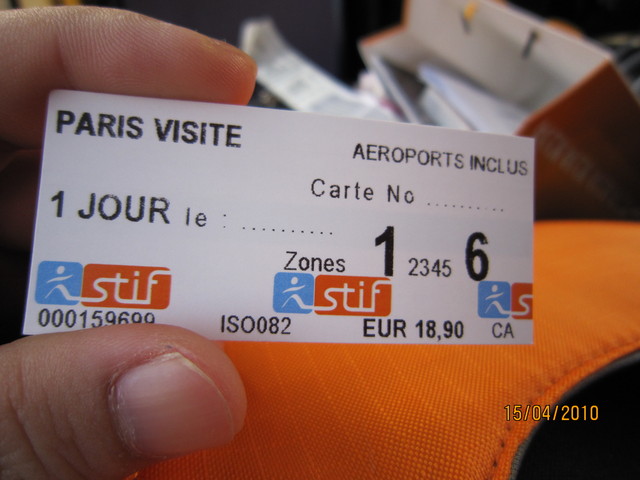 PARIS VISITE
AEROPORTS INCLUS
Carte No ..........
1 JOUR le : ..........
Zones 1 2345 6
stif stif s
000159699 ISO082 EUR 18,90 CA
15/04/2010